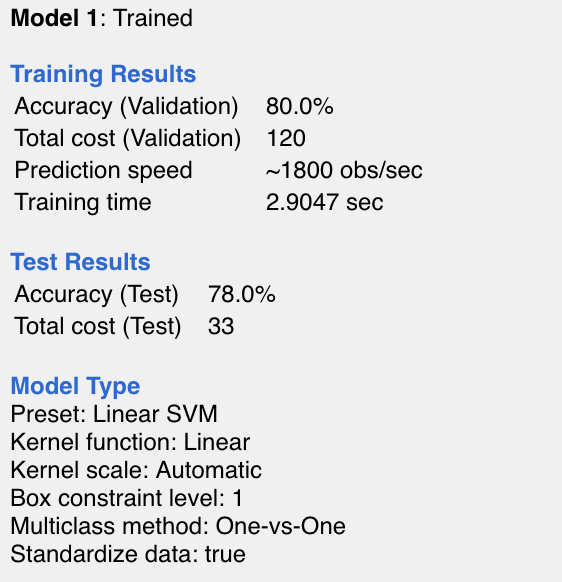 Model 1: Trained
Training Results
Accuracy (Validation) 80.0%
Total cost (Validation) 120
Prediction speed ~1800 obs/sec
Training time 2.9047 sec
Test Results
Accuracy (Test) 78.0%
Total cost (Test) 33
Model Type
Preset: Linear SVM
Kernel function: Linear
Kernel scale: Automatic
Box constraint level: 1
Multiclass method: One-vs-One
Standardize data: true